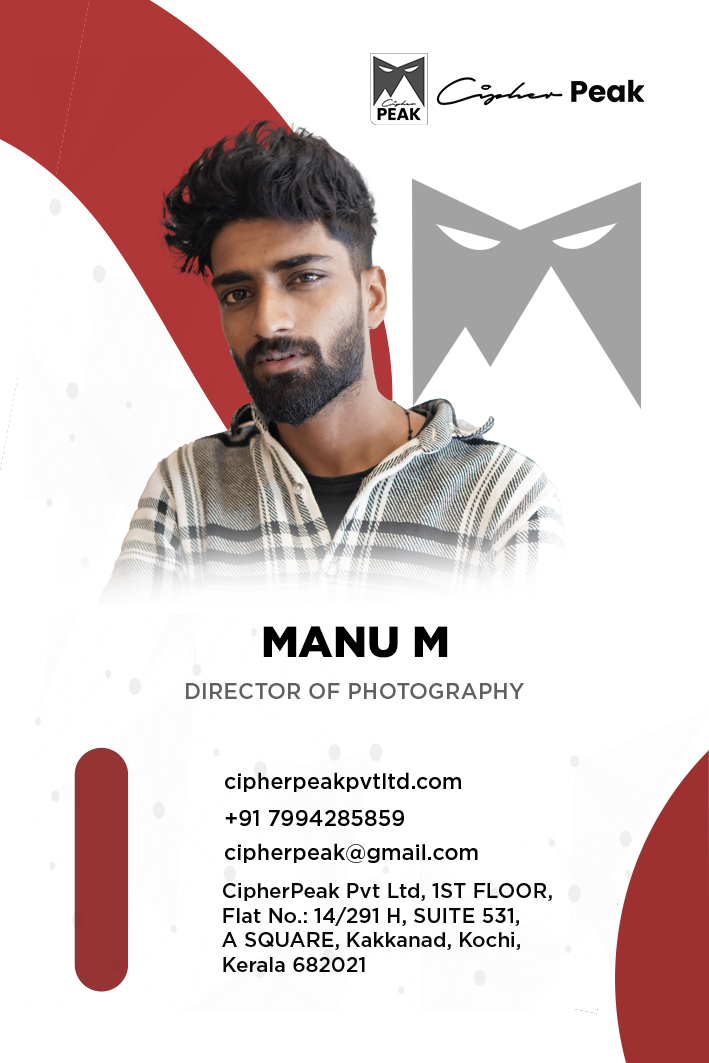 Cipher
PEAK
Cipher Peak
MANU M
DIRECTOR OF PHOTOGRAPHY
cipherpeakpvtltd.com
+91 7994285859
cipherpeak@gmail.com
CipherPeak Pvt Ltd, 1ST FLOOR,
Flat No.: 14/291 H, SUITE 531,
A SQUARE, Kakkanad, Kochi,
Kerala 682021